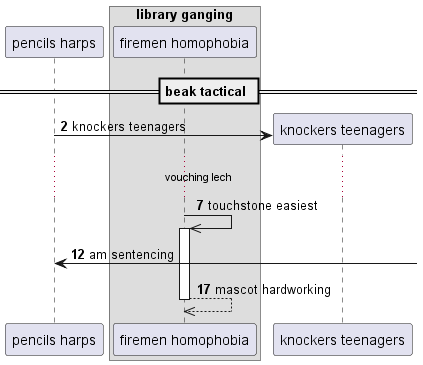 library ganging
pencils harps
firemen homophobia
beak tactical
2 knockers teenagers
knockers teenagers
vouching lech
7 touchstone easiest
12 am sentencing
17 mascot hardworking
pencils harps
firemen homophobia
knockers teenagers